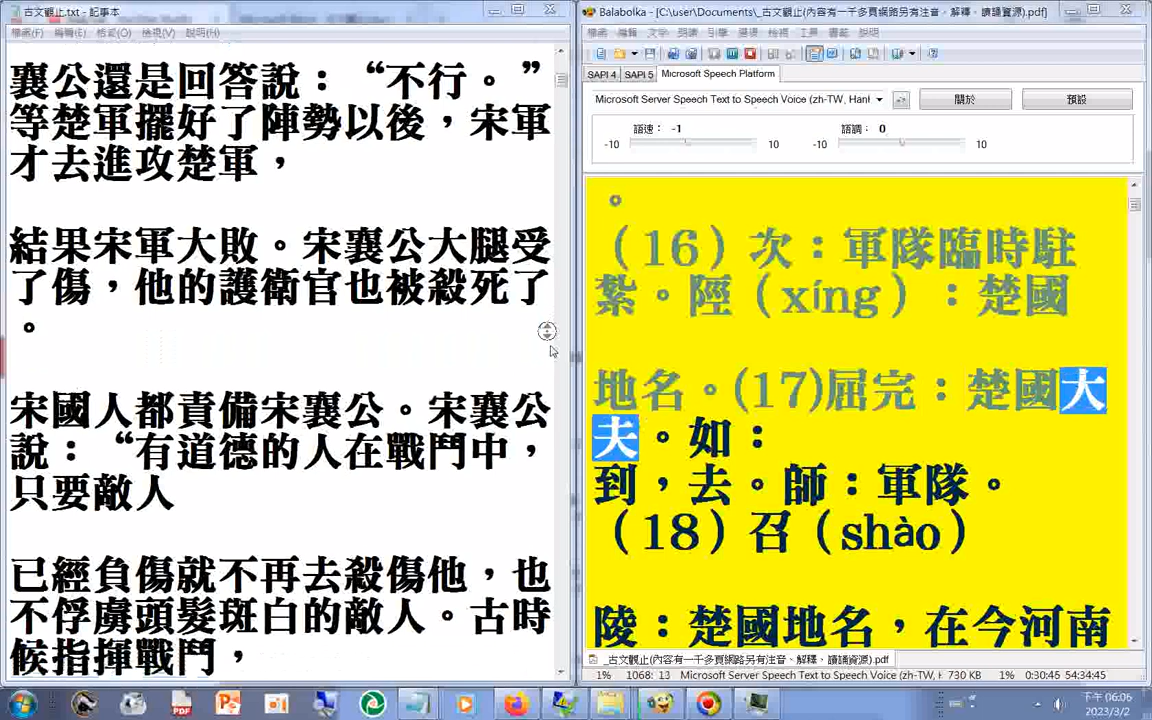 古文觀止.txt - 記事本
檔案(F) 編輯(E) 格式(O) 檢視(V) 說明(H)
襄公還是回答說：“不行。”
等楚軍擺好了陣勢以後，宋軍
才去進攻楚軍，
結果宋軍大敗。宋襄公大腿受
了傷，他的護衛官也被殺死了
。
宋國人都責備宋襄公。宋襄公
說：“有道德的人在戰鬥中，
只要敵人
已經負傷就不再去殺傷他，也
不俘虜頭髮斑白的敵人。古時
候指揮戰鬥，
Balabolka - [C:\user\Documents\_古文觀止(內容有一千多頁網路另有注音、解釋、讀誦資源).pdf]
SAPI 4 SAPI 5 Microsoft Speech Platform
Microsoft Server Speech Text to Speech Voice (zh-TW, Hanl
關於 預設
語速： -1 語調： 0
-10 10 -10 10
。
（16）次：軍隊臨時駐
紮。陘（xíng）：楚國
地名。(17)屈完：楚國大
夫。如：
到，去。師：軍隊。
（18）召（shào）
陵：楚國地名，在今河南
_古文觀止(內容有一千多頁網路另有注音、解釋、讀誦資源).pdf
1% 1068: 13 Microsoft Server Speech Text to Speech Voice (zh-TW, H 730 KB 1% 0:30:45 54:34:45
下午 06:06
2023/3/2